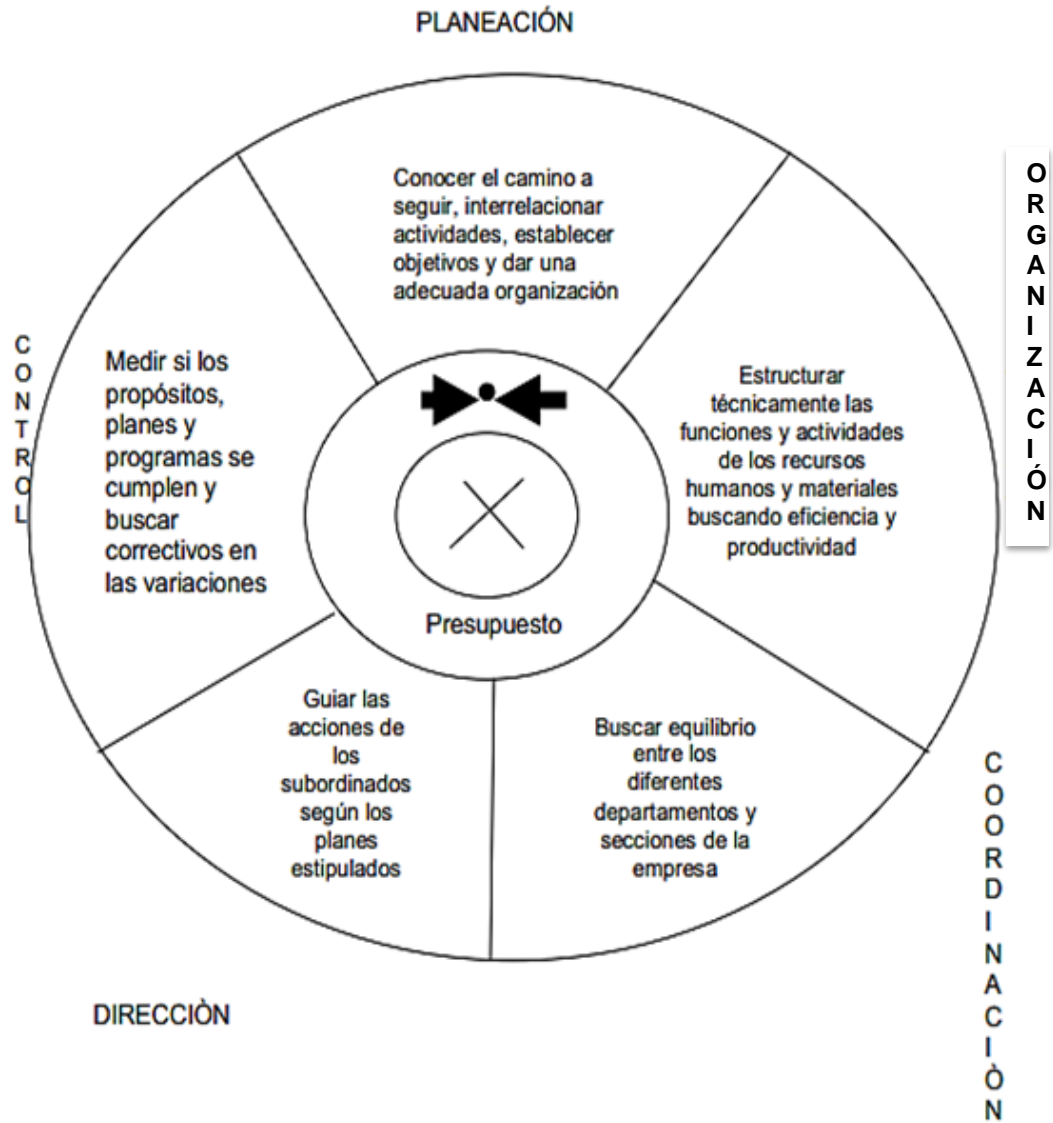 PLANEACIÓN
Conocer el camino a
seguir, interrelacionar
actividades, establecer
objetivos y dar una
adecuada organización
ORGANIZACIÓN
Estructurar
técnicamente las
funciones y actividades
de los recursos
humanos y materiales
buscando eficiencia y
productividad
COORDINACIÒN
Buscar equilibrio
entre los
diferentes
departamentos y
secciones de la
empresa
DIRECCIÒN
Guiar las
acciones de
los
subordinados
según los
planes
estipulados
CONTROL
Medir si los
propósitos,
planes y
programas se
cumplen y
buscar
correctivos en
las variaciones
Presupuesto